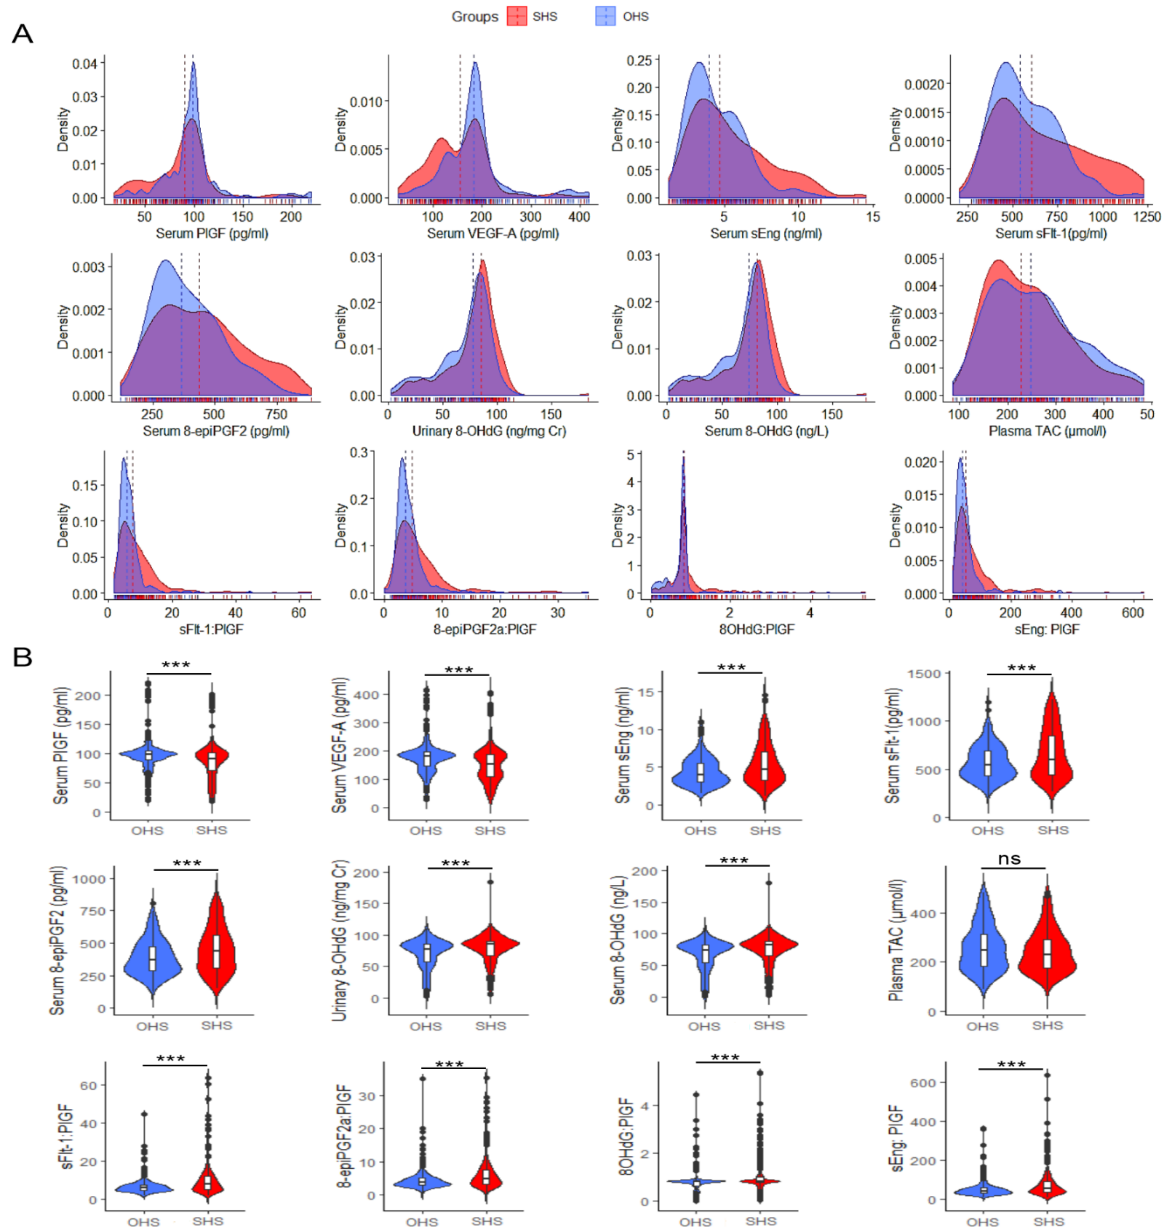 Groups SHS OHS
A
0.04 0.03 0.02 0.01 0.00 Density
50 100 150 200
Serum PlGF (pg/ml)
0.010 0.005 0.000 Density
100 200 300 400
Serum VEGF-A (pg/ml)
0.25 0.20 0.15 0.10 0.05 0.00 Density
5 10 15
Serum sEng (ng/ml)
0.0020 0.0015 0.0010 0.0005 0.0000 Density
250 500 750 1000 1250
Serum sFlt-1(pg/ml)
0.003 0.002 0.001 0.000 Density
250 500 750
Serum 8-epiPGF2 (pg/ml)
0.03 0.02 0.01 0.00 Density
0 50 100 150
Urinary 8-OHdG (ng/mg Cr)
0.03 0.02 0.01 0.00 Density
0 50 100 150
Serum 8-OHdG (ng/L)
0.005 0.004 0.003 0.002 0.001 0.000 Density
100 200 300 400 500
Plasma TAC (µmol/l)
0.15 0.10 0.05 0.00 Density
0 20 40 60
sFlt-1:PlGF
0.3 0.2 0.1 0.0 Density
0 10 20 30
8-epiPGF2a:PlGF
5 4 3 2 1 0 Density
0 2 4
8OHdG:PlGF
0.020 0.015 0.010 0.005 0.000 Density
0 200 400 600
sEng: PlGF
B
Serum PlGF (pg/ml) 200 150 100 50 0
***
OHS SHS
Serum VEGF-A (pg/ml) 400 300 200 100 0
***
OHS SHS
Serum sEng (ng/ml) 15 10 5 0
***
OHS SHS
Serum sFlt-1(pg/ml) 1500 1000 500 0
***
OHS SHS
Serum 8-epiPGF2 (pg/ml) 1000 750 500 250 0
***
OHS SHS
Urinary 8-OHdG (ng/mg Cr) 200 150 100 50 0
***
OHS SHS
Serum 8-OHdG (ng/L) 200 150 100 50 0
***
OHS SHS
Plasma TAC (µmol/l) 400 200 0
ns
OHS SHS
sFlt-1:PlGF 60 40 20 0
***
OHS SHS
8-epiPGF2a:PlGF 30 20 10 0
***
OHS SHS
8OHdG:PlGF 4 2 0
***
OHS SHS
sEng: PlGF 600 400 200 0
***
OHS SHS